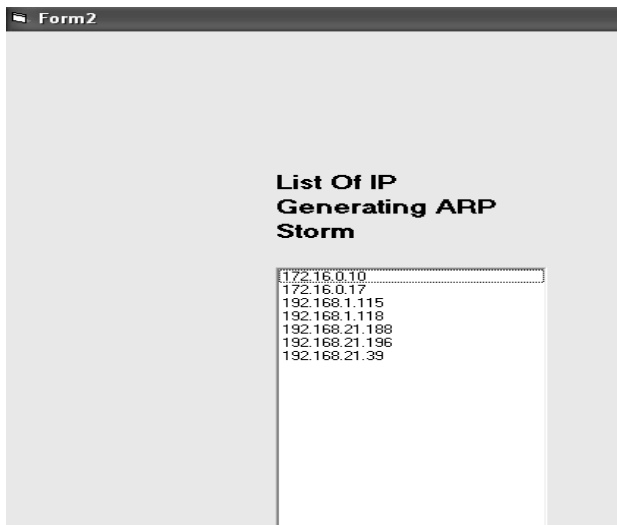 Form2
List Of IP
Generating ARP
Storm
172.16.0.10
172.16.0.17
192.168.1.115
192.168.1.118
192.168.21.188
192.168.21.196
192.168.21.39